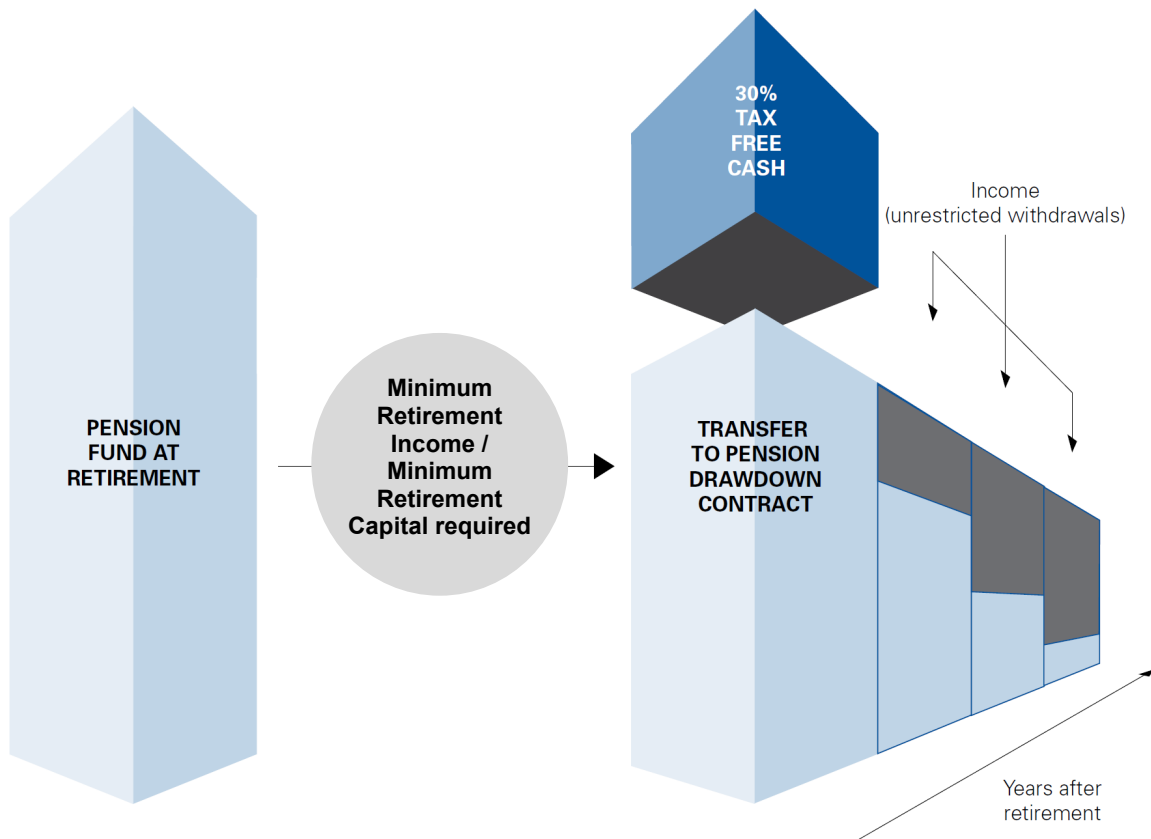 PENSION
FUND AT
RETIREMENT
Minimum
Retirement
Income /
Minimum
Retirement
Capital required
30%
TAX
FREE
CASH
TRANSFER
TO PENSION
DRAWDOWN
CONTRACT
Income
(unrestricted withdrawals)
Years after
retirement